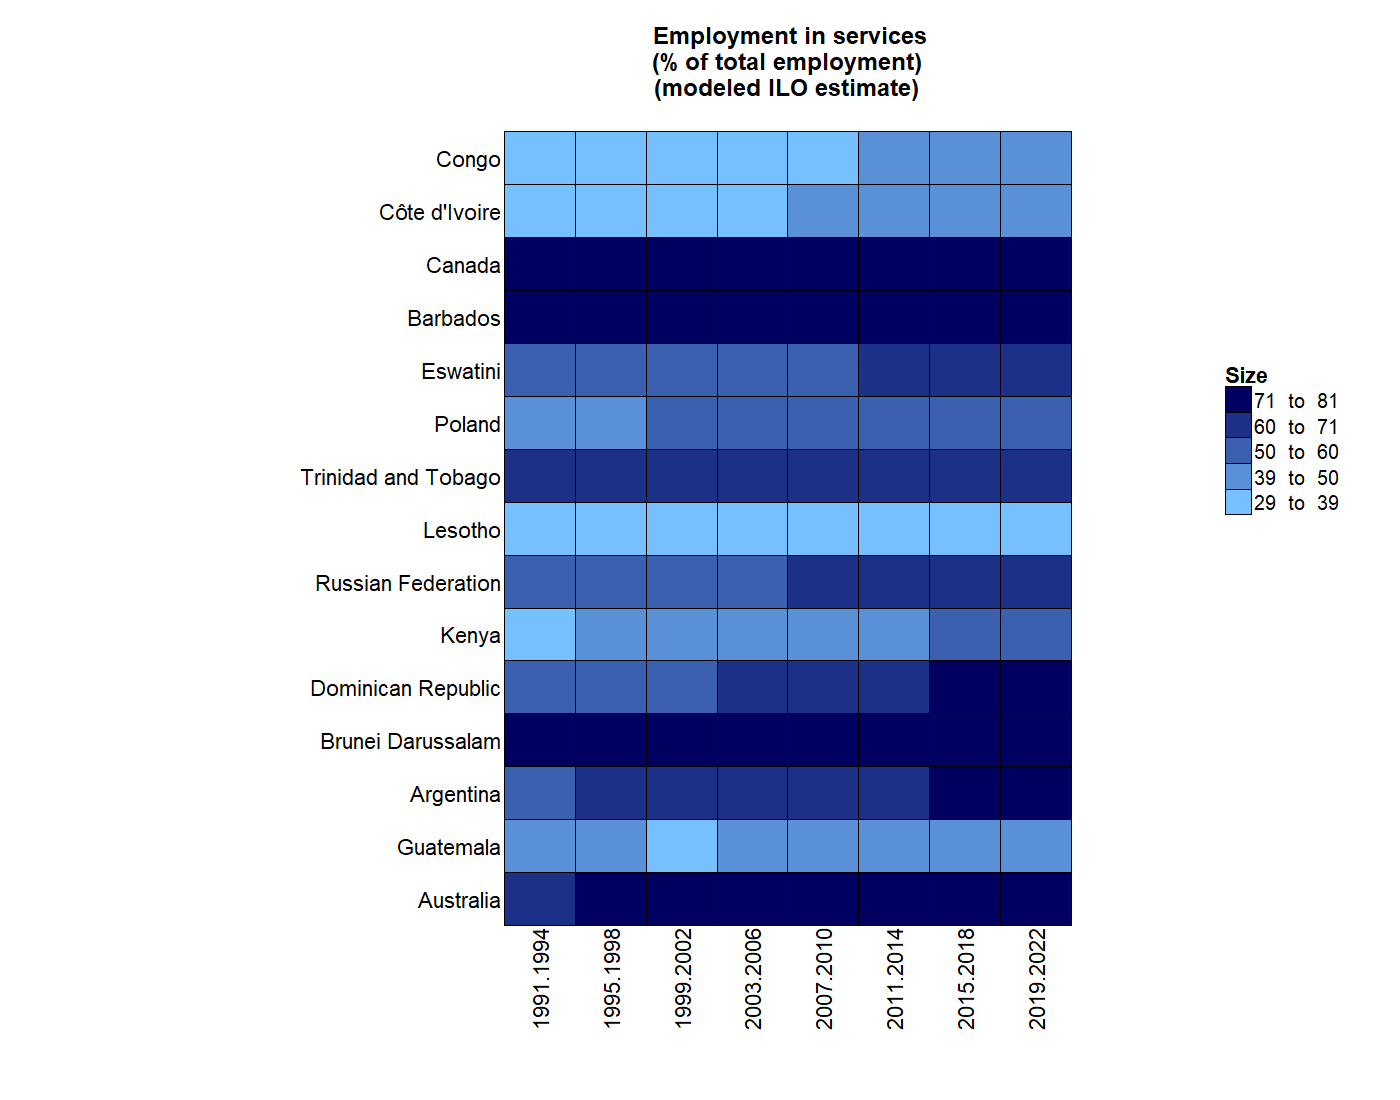 Employment in services
(% of total employment)
(modeled ILO estimate)
Congo
Côte d'Ivoire
Canada
Barbados
Eswatini
Poland
Trinidad and Tobago
Lesotho
Russian Federation
Kenya
Dominican Republic
Brunei Darussalam
Argentina
Guatemala
Australia
1991.1994
1995.1998
1999.2002
2003.2006
2007.2010
2011.2014
2015.2018
2019.2022
Size
71 to 81
60 to 71
50 to 60
39 to 50
29 to 39